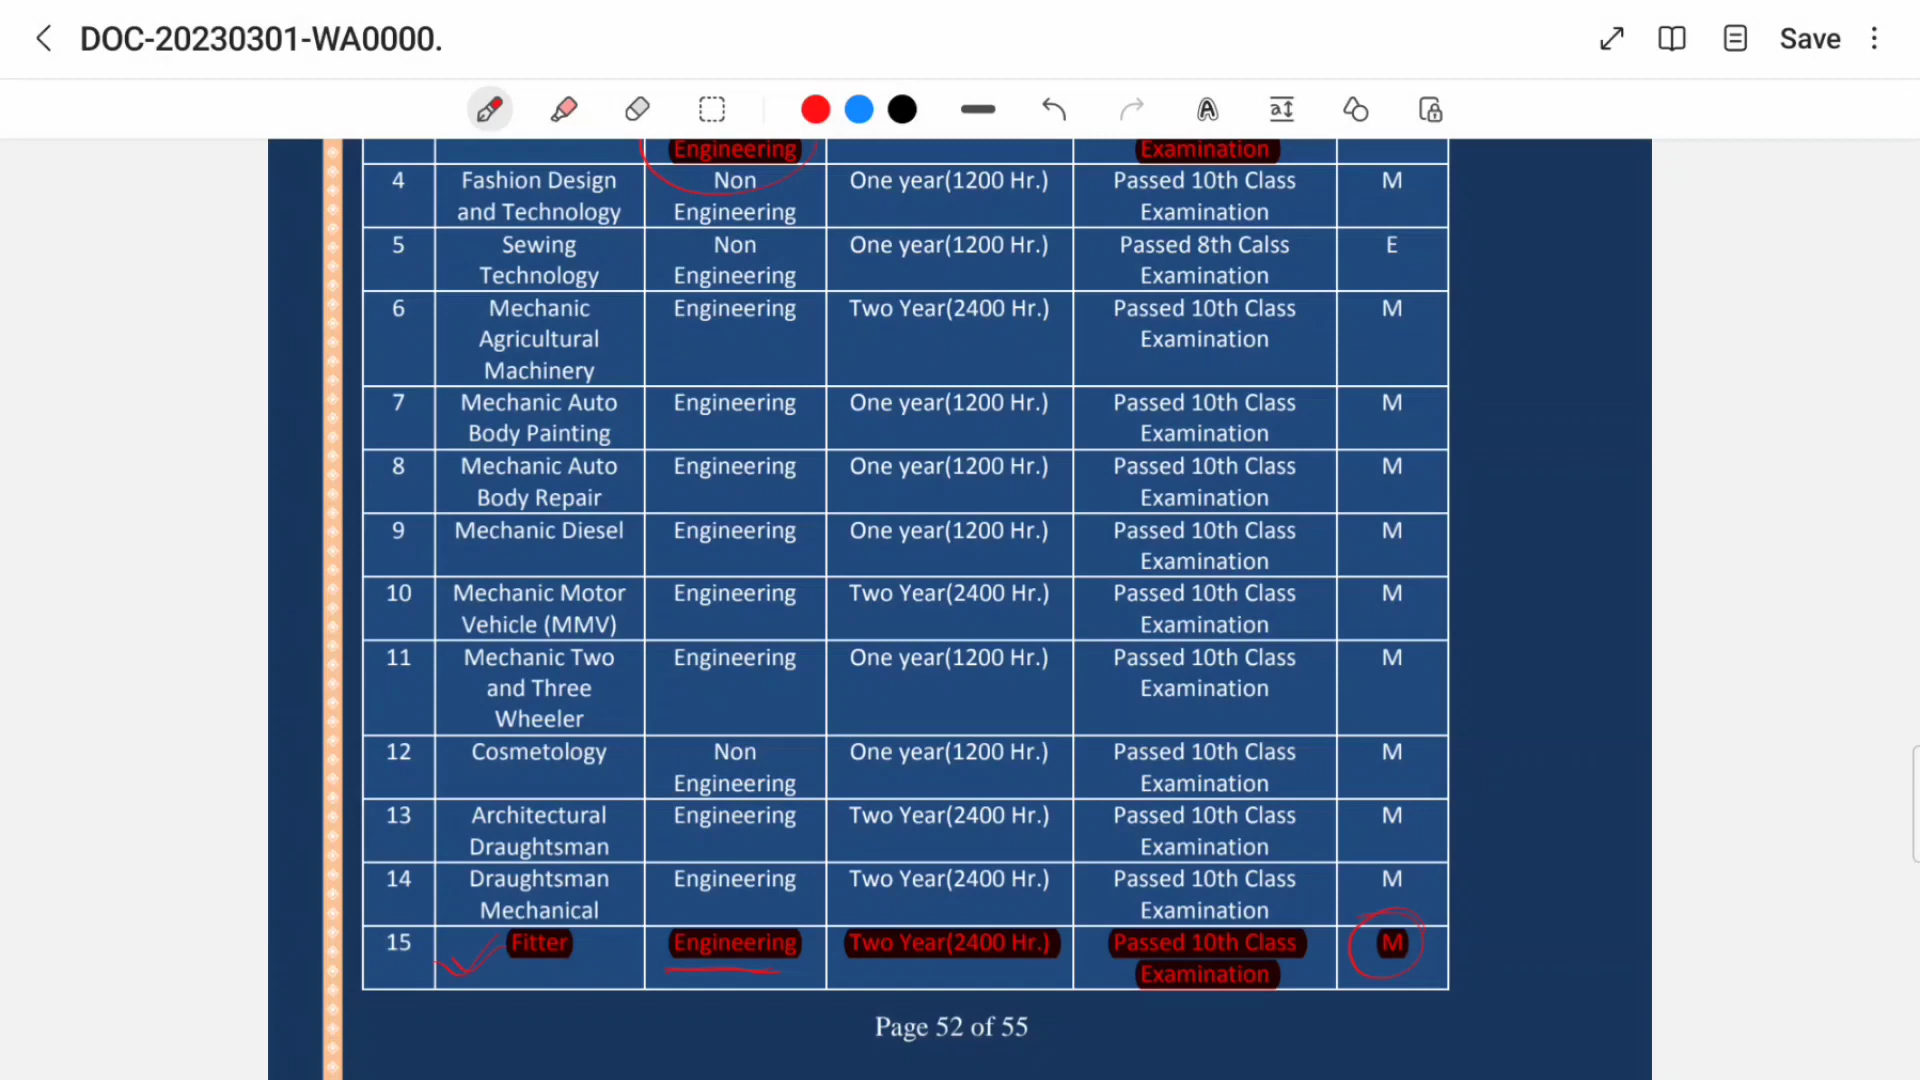 DOC-20230301-WA0000.
Save
Engineering Examination
4 Fashion Design Non One year(1200 Hr.) Passed 10th Class M
and Technology Engineering Examination
5 Sewing Non One year(1200 Hr.) Passed 8th Calss E
Technology Engineering Examination
6 Mechanic Engineering Two Year(2400 Hr.) Passed 10th Class M
Agricultural Examination
Machinery
7 Mechanic Auto Engineering One year(1200 Hr.) Passed 10th Class M
Body Painting Examination
8 Mechanic Auto Engineering One year(1200 Hr.) Passed 10th Class M
Body Repair Examination
9 Mechanic Diesel Engineering One year(1200 Hr.) Passed 10th Class M
Examination
10 Mechanic Motor Engineering Two Year(2400 Hr.) Passed 10th Class M
Vehicle (MMV) Examination
11 Mechanic Two Engineering One year(1200 Hr.) Passed 10th Class M
and Three Examination
Wheeler
12 Cosmetology Non One year(1200 Hr.) Passed 10th Class M
Engineering Examination
13 Architectural Engineering Two Year(2400 Hr.) Passed 10th Class M
Draughtsman Examination
14 Draughtsman Engineering Two Year(2400 Hr.) Passed 10th Class M
Mechanical Examination
15 Fitter Engineering Two Year(2400 Hr.) Passed 10th Class M
Examination
Page 52 of 55